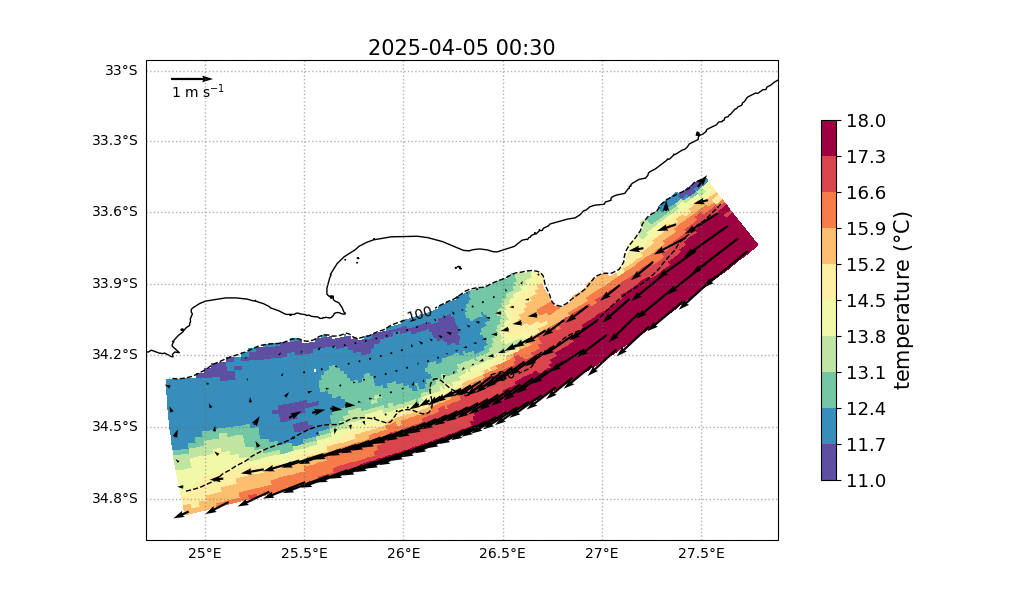 2025-04-05 00:30
33°S
33.3°S
33.6°S
33.9°S
34.2°S
34.5°S
34.8°S
1 m s⁻¹
100
25°E
25.5°E
26°E
26.5°E
27°E
27.5°E
18.0
17.3
16.6
15.9
15.2
14.5
13.8
13.1
12.4
11.7
11.0
temperature (°C)